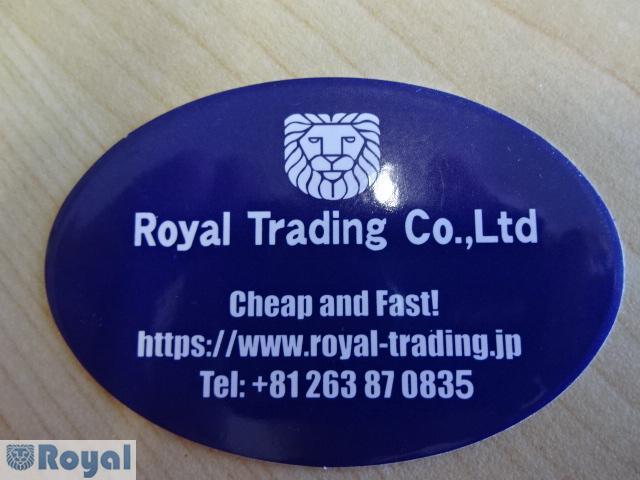 Royal Trading Co.,Ltd
Cheap and Fast!
https://www.royal-trading.jp
Tel: +81 263 87 0835
Royal